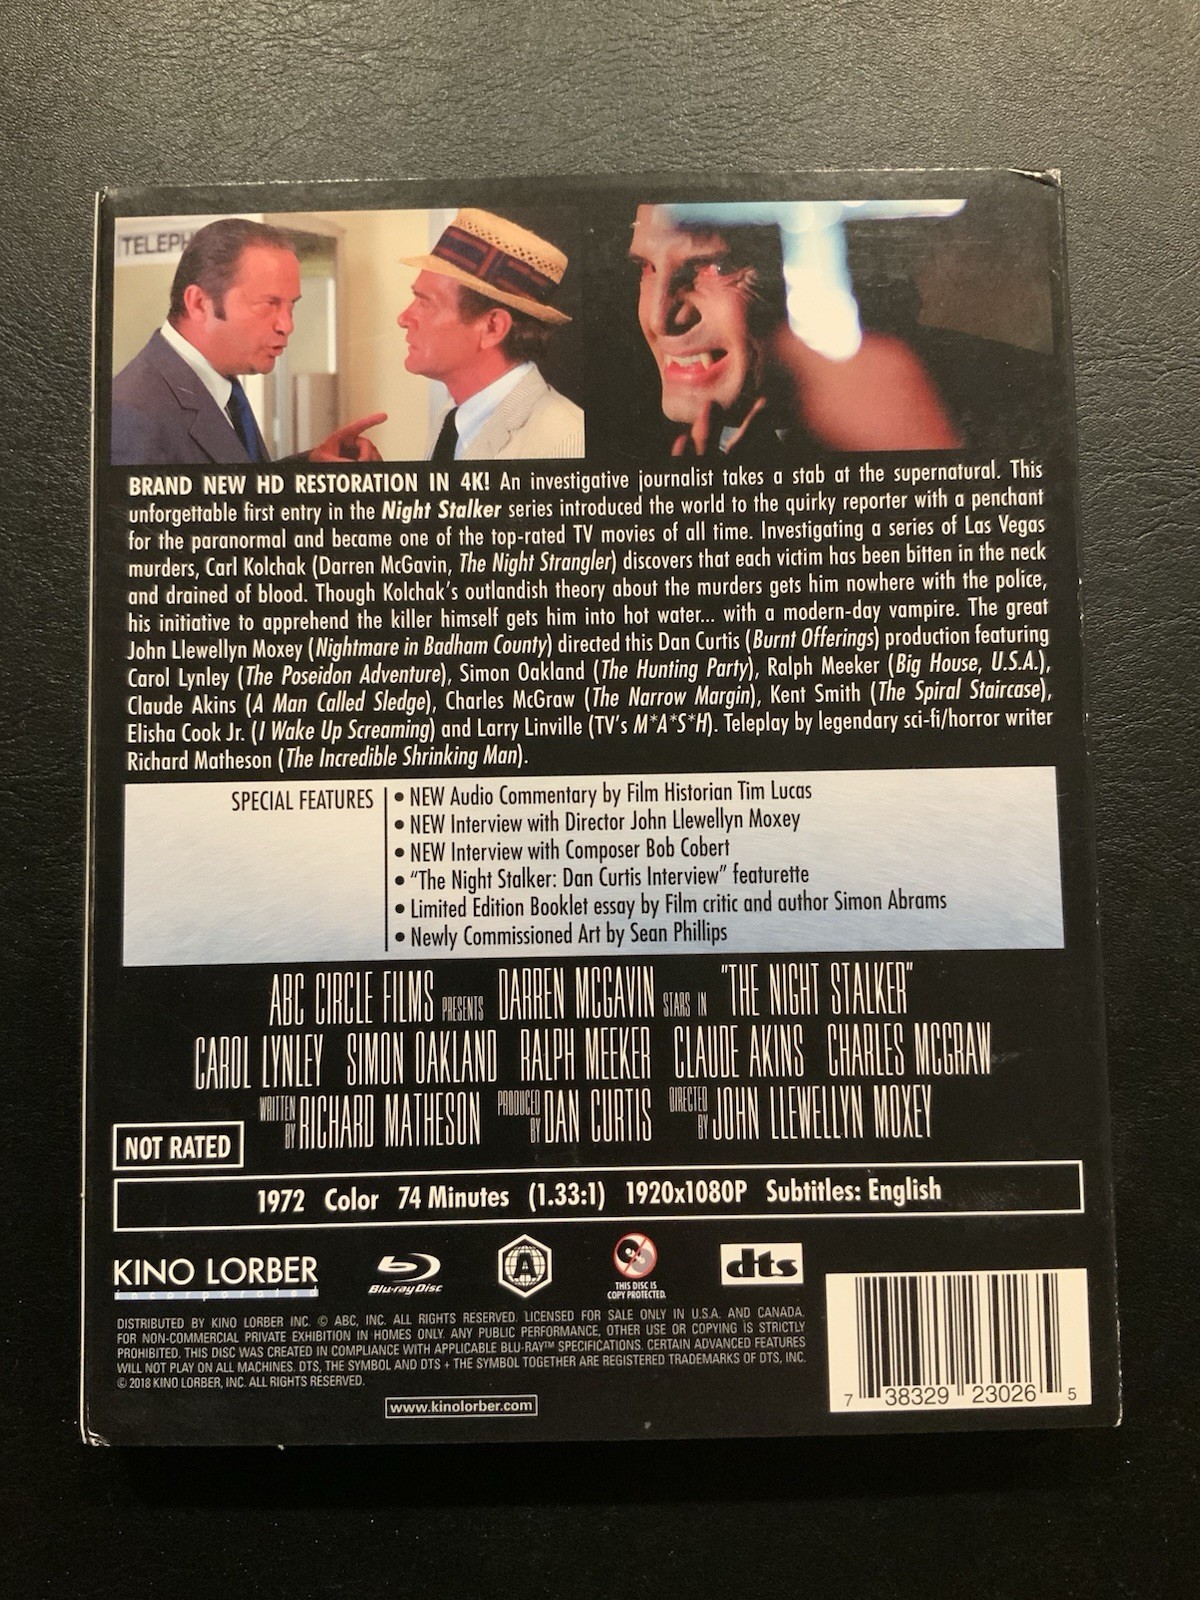 TELEPH
BRAND NEW HD RESTORATION IN 4K! An investigative journalist takes a stab at the supernatural. This
unforgettable first entry in the Night Stalker series introduced the world to the quirky reporter with a penchant
for the paranormal and became one of the top-rated TV movies of all time. Investigating a series of Las Vegas
murders, Carl Kolchak (Darren McGavin, The Night Strangler) discovers that each victim has been bitten in the neck
and drained of blood. Though Kolchak's outlandish theory about the murders gets him nowhere with the police,
his initiative to apprehend the killer himself gets him into hot water... with a modern-day vampire. The great
John Llewellyn Moxey (Nightmare in Badham County) directed this Dan Curtis (Burnt Offerings) production featuring
Carol Lynley (The Poseidon Adventure), Simon Oakland (The Hunting Party), Ralph Meeker (Big House, U.S.A.),
Claude Akins (A Man Called Sledge), Charles McGraw (The Narrow Margin), Kent Smith (The Spiral Staircase),
Elisha Cook Jr. (I Wake Up Screaming) and Larry Linville (TV's M*A*S*H). Teleplay by legendary sci-fi/horror writer
Richard Matheson (The Incredible Shrinking Man).
SPECIAL FEATURES
• NEW Audio Commentary by Film Historian Tim Lucas
• NEW Interview with Director John Llewellyn Moxey
• NEW Interview with Composer Bob Cobert
• "The Night Stalker: Dan Curtis Interview" featurette
• Limited Edition Booklet essay by Film critic and author Simon Abrams
• Newly Commissioned Art by Sean Phillips
ABC CIRCLE FILMS PRESENTS DARREN MCGAVIN STARS IN "THE NIGHT STALKER"
CAROL LYNLEY SIMON OAKLAND RALPH MEEKER CLAUDE AKINS CHARLES MCGRAW
WRITTEN BY RICHARD MATHESON PRODUCED BY DAN CURTIS DIRECTED BY JOHN LLEWELLYN MOXEY
NOT RATED
1972 Color 74 Minutes (1.33:1) 1920x1080P Subtitles: English
KINO LORBER
incorporated
Blu-ray Disc
A
THIS DISC IS
COPY PROTECTED.
dts
DISTRIBUTED BY KINO LORBER INC. © ABC, INC. ALL RIGHTS RESERVED. LICENSED FOR SALE ONLY IN U.S.A. AND CANADA.
FOR NON-COMMERCIAL PRIVATE EXHIBITION IN HOMES ONLY. ANY PUBLIC PERFORMANCE, OTHER USE OR COPYING IS STRICTLY
PROHIBITED. THIS DISC WAS CREATED IN COMPLIANCE WITH APPLICABLE BLU-RAY™ SPECIFICATIONS. CERTAIN ADVANCED FEATURES
WILL NOT PLAY ON ALL MACHINES. DTS, THE SYMBOL AND DTS + THE SYMBOL TOGETHER ARE REGISTERED TRADEMARKS OF DTS, INC.
© 2018 KINO LORBER, INC. ALL RIGHTS RESERVED.
www.kinolorber.com
7 38329 23026 5